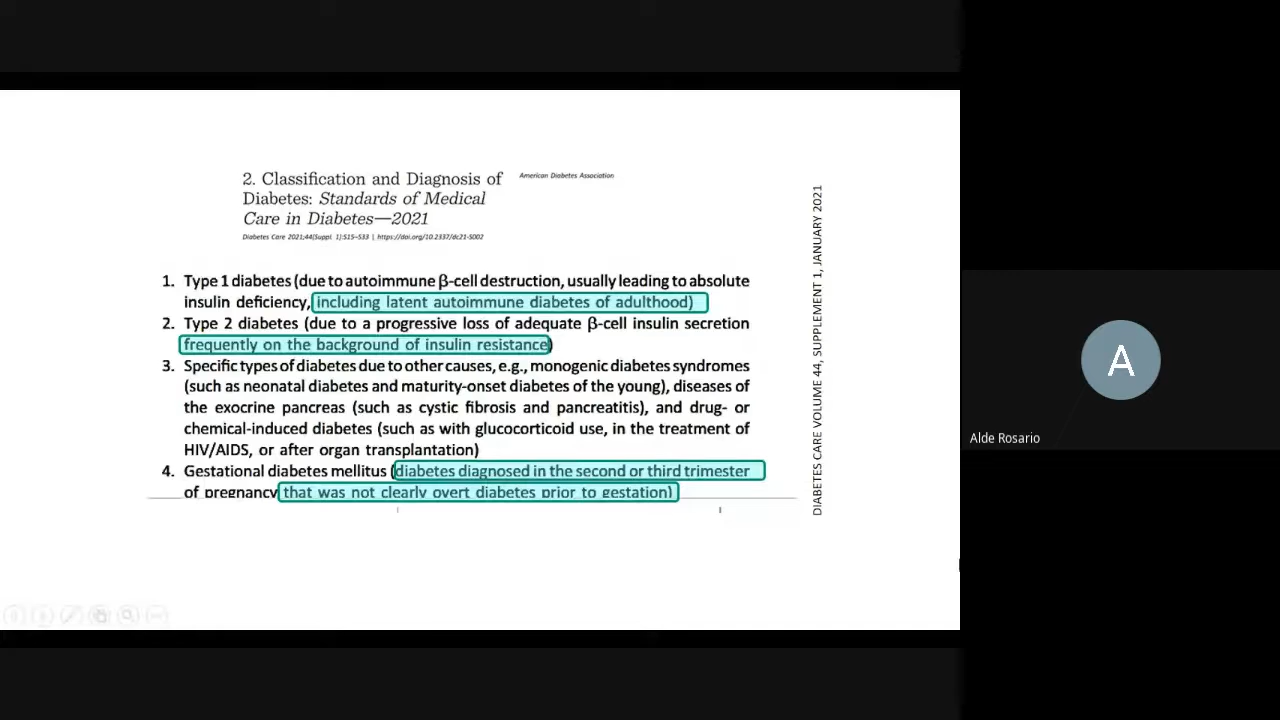 2. Classification and Diagnosis of
Diabetes: Standards of Medical
Care in Diabetes—2021
American Diabetes Association
Diabetes Care 2021;44(Suppl. 1):S15–S33 | https://doi.org/10.2337/dc21-S002
1. Type 1 diabetes (due to autoimmune β-cell destruction, usually leading to absolute
insulin deficiency, including latent autoimmune diabetes of adulthood)
2. Type 2 diabetes (due to a progressive loss of adequate β-cell insulin secretion
frequently on the background of insulin resistance)
3. Specific types of diabetes due to other causes, e.g., monogenic diabetes syndromes
(such as neonatal diabetes and maturity-onset diabetes of the young), diseases of
the exocrine pancreas (such as cystic fibrosis and pancreatitis), and drug- or
chemical-induced diabetes (such as with glucocorticoid use, in the treatment of
HIV/AIDS, or after organ transplantation)
4. Gestational diabetes mellitus (diabetes diagnosed in the second or third trimester
of pregnancy that was not clearly overt diabetes prior to gestation)
DIABETES CARE VOLUME 44, SUPPLEMENT 1, JANUARY 2021
A
Alde Rosario